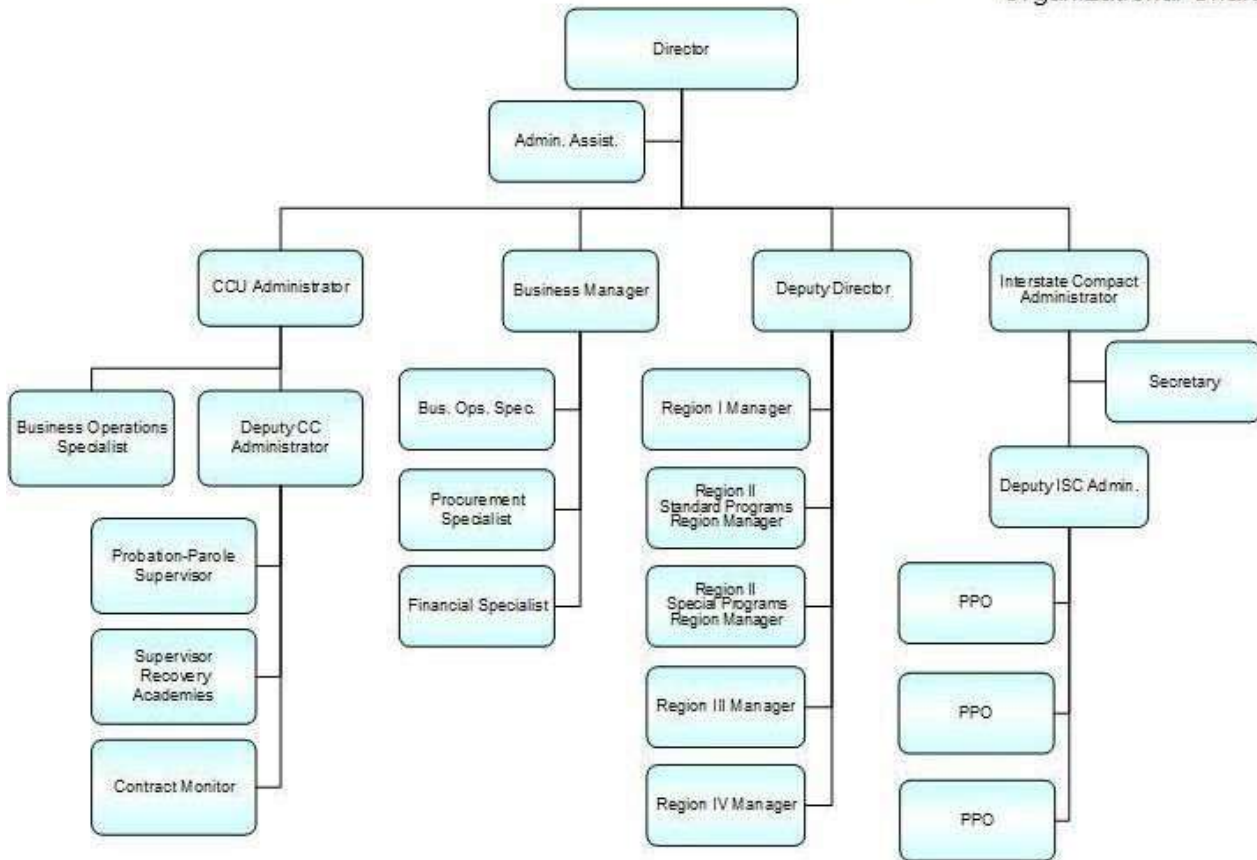 Director
Admin. Assist.
CCU Administrator
Business Manager
Deputy Director
Interstate Compact
Administrator
Secretary
Business Operations
Specialist
Deputy CC
Administrator
Probation-Parole
Supervisor
Supervisor
Recovery
Academies
Contract Monitor
Bus. Ops. Spec.
Procurement
Specialist
Financial Specialist
Region I Manager
Region II
Standard Programs
Region Manager
Region II
Special Programs
Region Manager
Region III Manager
Region IV Manager
Deputy ISC Admin.
PPO
PPO
PPO